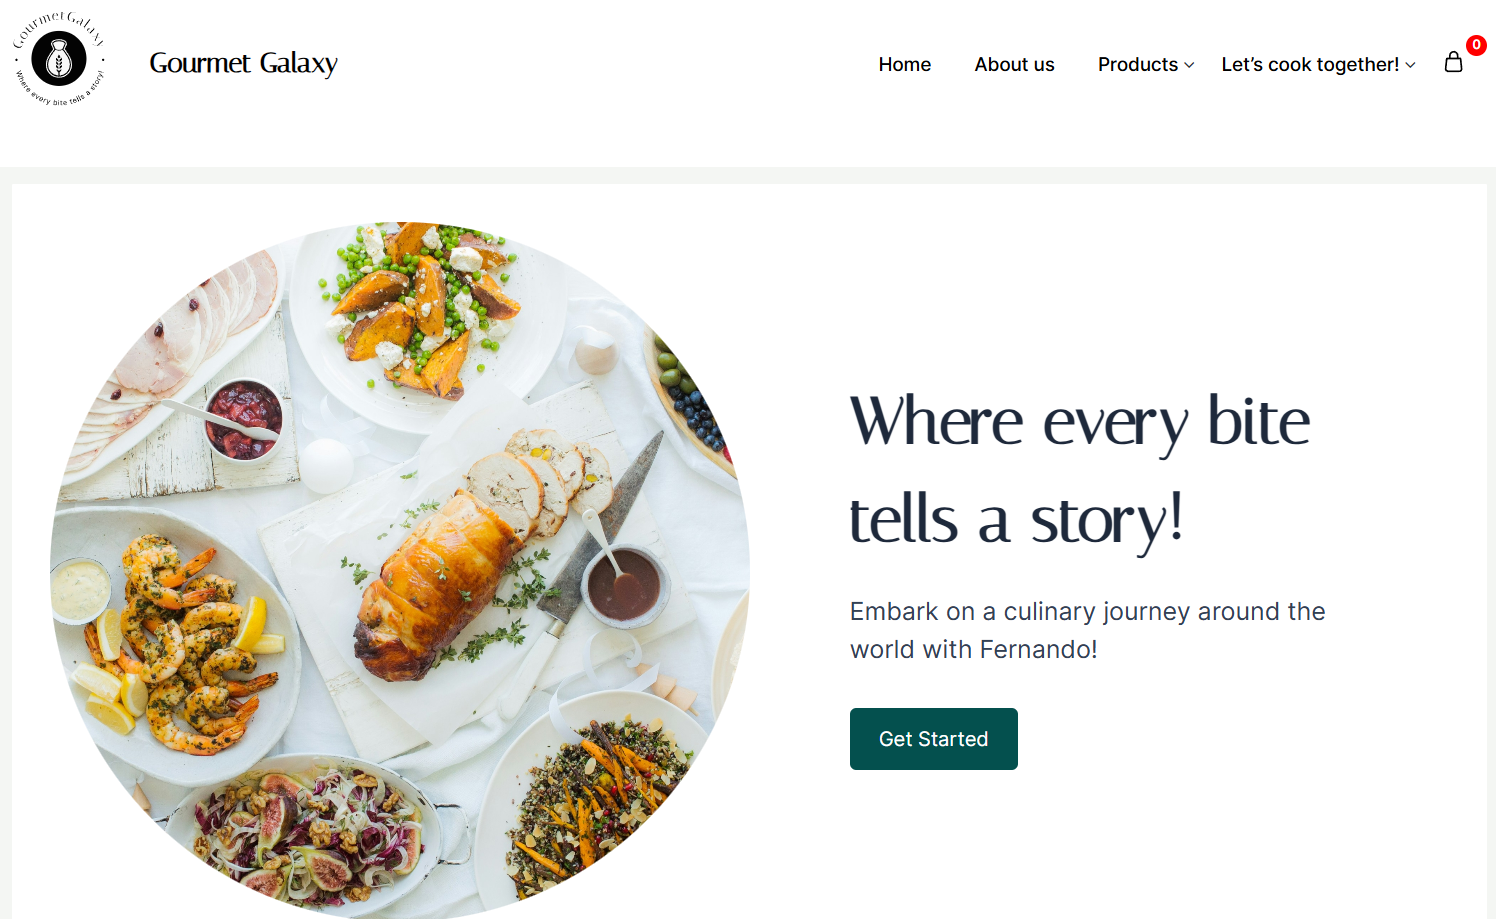 Gourmet Galaxy
Where every bite tells a story!
Gourmet Galaxy
Home
About us
Products
Let's cook together!
0
Where every bite
tells a story!
Embark on a culinary journey around the
world with Fernando!
Get Started